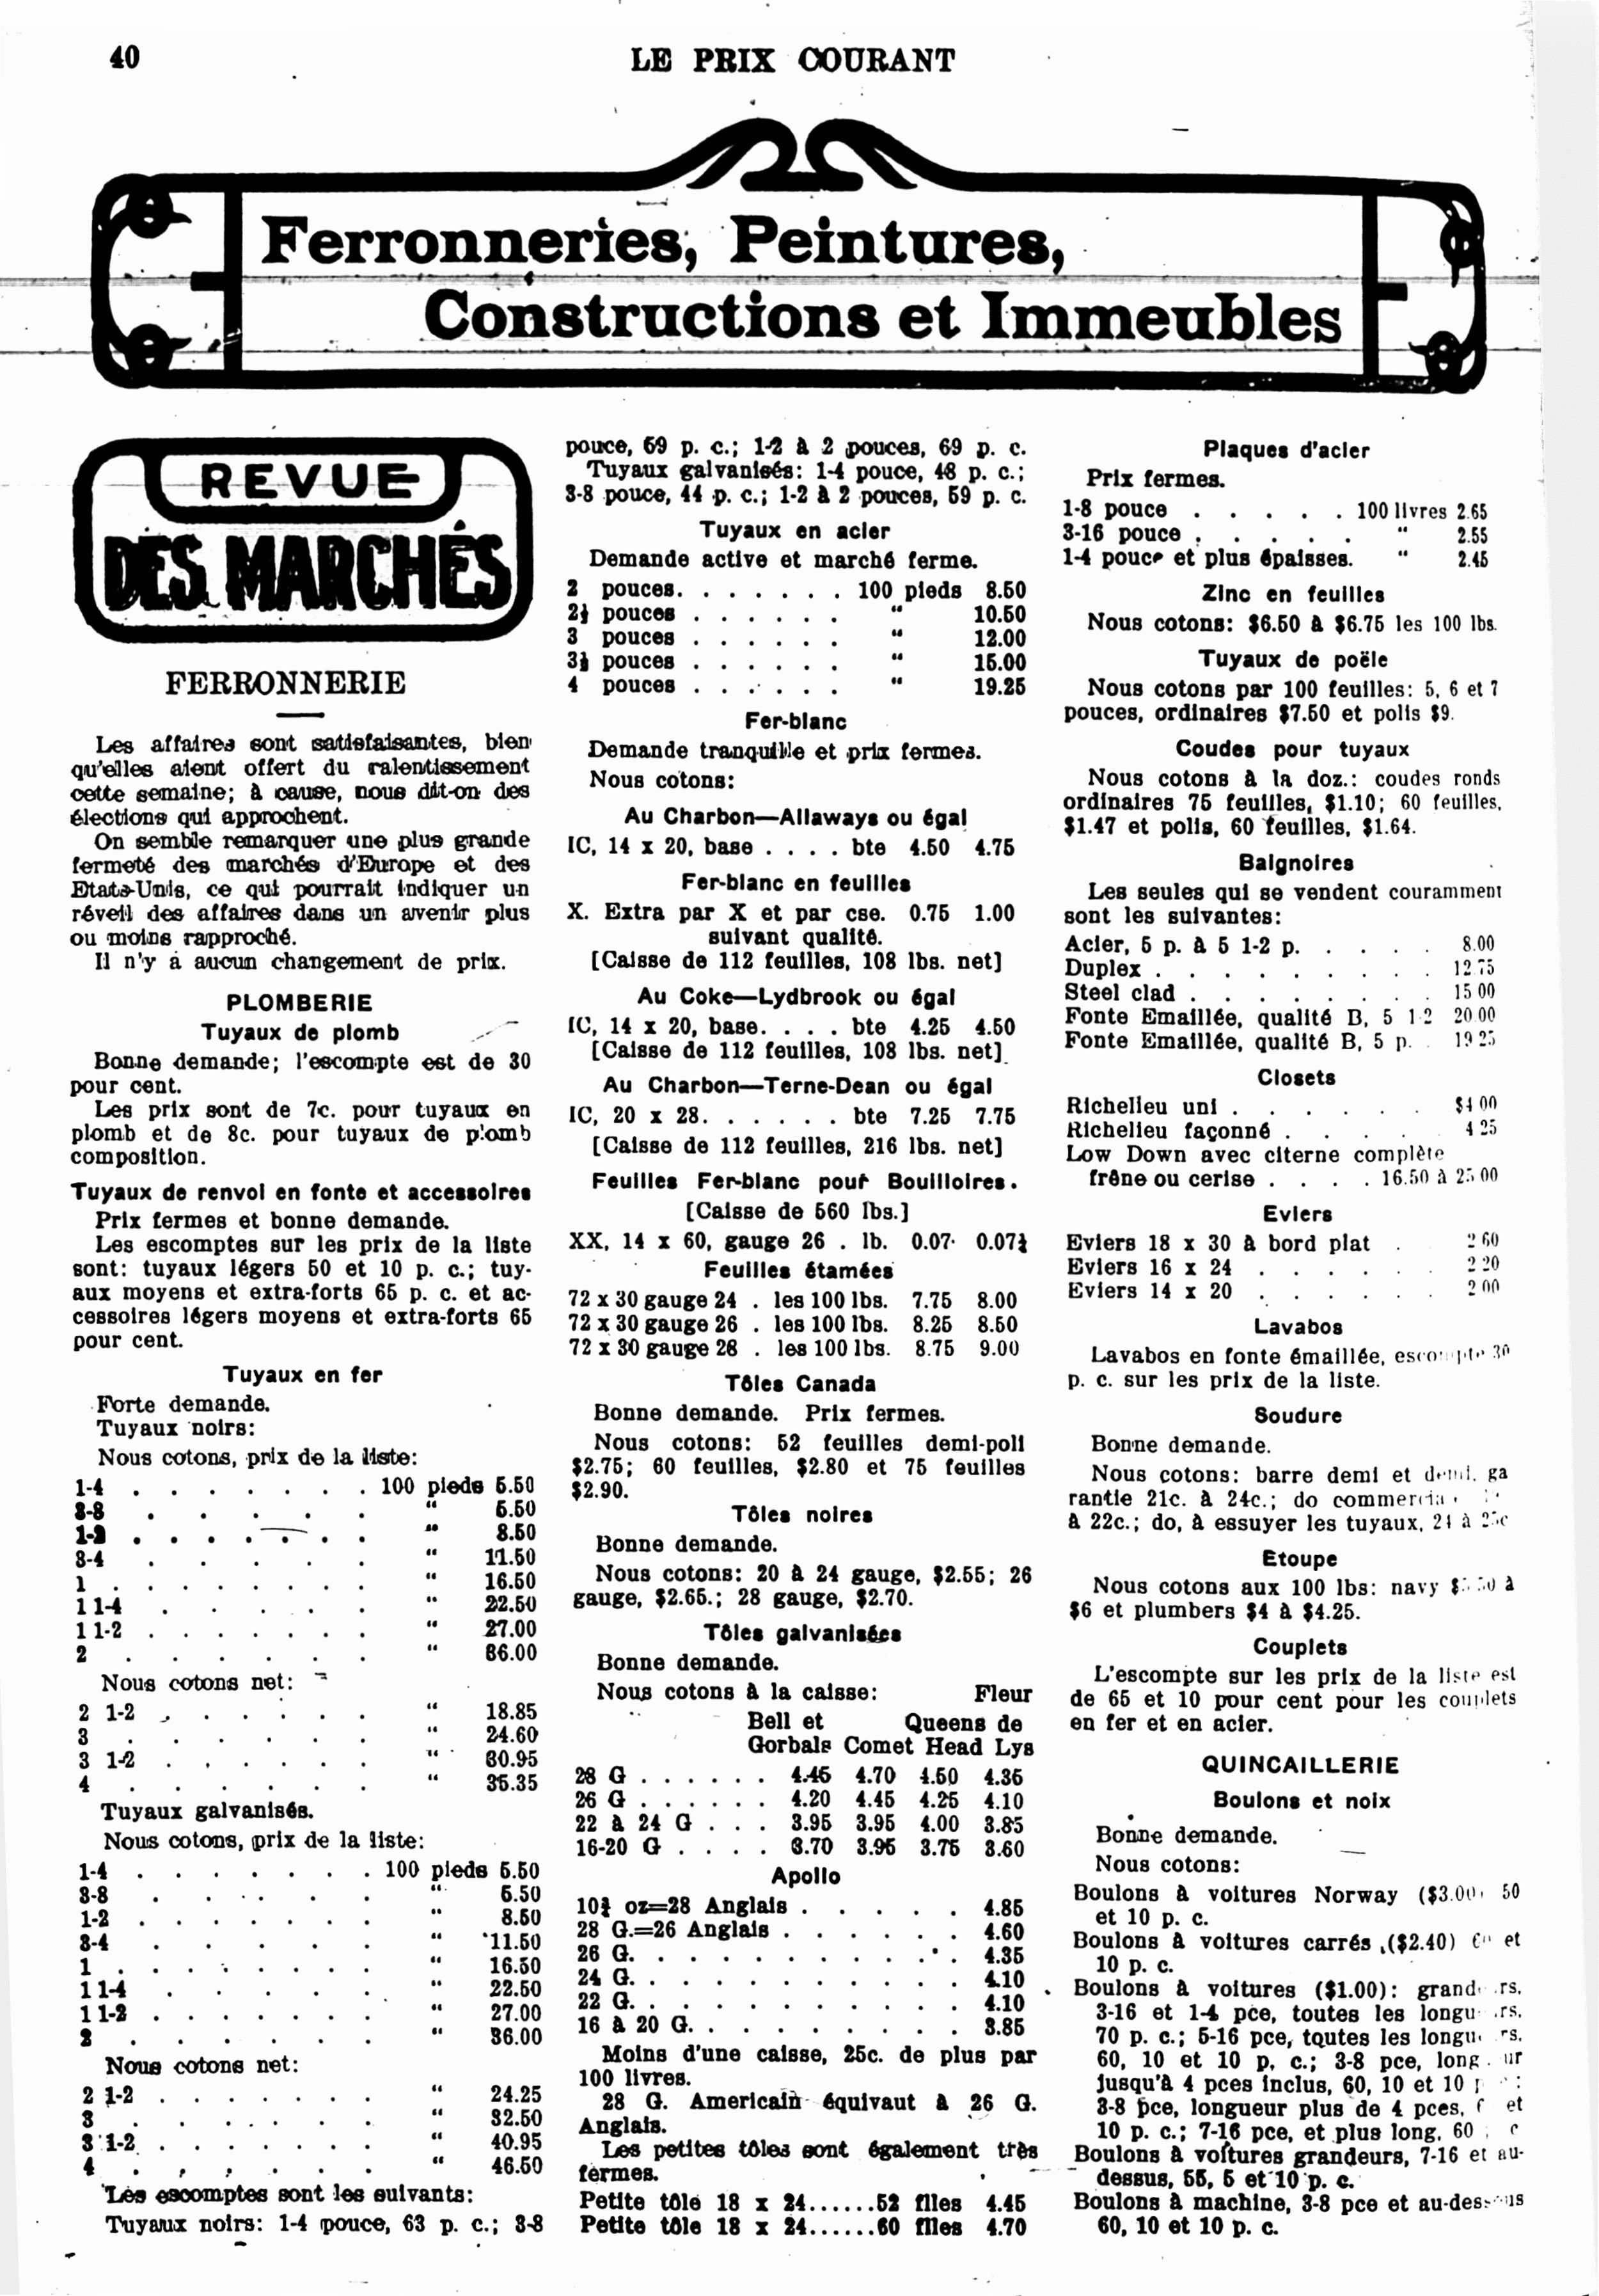 40
LE PRIX COURANT
Ferronneries, Peintures,
Constructions et Immeubles
REVUE
DES MARCHÉS
FERRONNERIE
Les affaires sont satisfaisantes, bien
qu'elles aient offert du ralentissement
cette semaine; à cause, nous dit-on des
élections qui approchent.
On semble remarquer une plus grande
fermeté des marchés d'Europe et des
Etats-Unis, ce qui pourrait indiquer un
réveil des affaires dans un avenir plus
ou moins rapproché.
Il n'y a aucun changement de prix.
PLOMBERIE
Tuyaux de plomb
Bonne demande; l'escompte est de 30
pour cent.
Les prix sont de 7c. pour tuyaux en
plomb et de 8c. pour tuyaux de plomb
composition.
Tuyaux de renvoi en fonte et accessoires
Prix fermes et bonne demande.
Les escomptes sur les prix de la liste
sont: tuyaux légers 50 et 10 p. c.; tuy-
aux moyens et extra-forts 65 p. c. et ac-
cessoires légers moyens et extra-forts 65
pour cent.
Tuyaux en fer
Forte demande.
Tuyaux noirs:
Nous cotons, prix de la liste:
1-4 . . . . . . . 100 pieds 5.50
3-8 . . . . . “ 5.50
1-2 . . . . . . . “ 8.50
3-4 . . . . . “ 11.50
1 . . . . . . . . “ 16.50
1 1-4 . . . . . “ 22.50
1 1-2 . . . . . . . “ 27.00
2 . . . . . . “ 36.00
Nous cotons net:
2 1-2 . . . . . . “ 18.85
3 . . . . . . “ 24.60
3 1-2 . . . . . . “ 30.95
4 . . . . . . “ 35.35
Tuyaux galvanisés.
Nous cotons, prix de la liste:
1-4 . . . . . . . 100 pieds 5.50
3-8 . . . . . “ 5.50
1-2 . . . . . . . “ 8.50
3-4 . . . . . “ 11.50
1 . . . . . . . “ 16.50
1 1-4 . . . . . “ 22.50
1 1-2 . . . . . . . “ 27.00
2 . . . . . . “ 36.00
Nous cotons net:
2 1-2 . . . . . . . “ 24.25
3 . . . . . . “ 32.50
3 1-2 . . . . . . . “ 40.95
4 . . . . . . “ 46.50
Les escomptes sont les suivants:
Tuyaux noirs: 1-4 pouce, 63 p. c.; 3-8
pouce, 69 p. c.; 1-2 à 2 pouces, 69 p. c.
Tuyaux galvanisés: 1-4 pouce, 48 p. c.;
3-8 pouce, 44 p. c.; 1-2 à 2 pouces, 59 p. c.
Tuyaux en acier
Demande active et marché ferme.
2 pouces. . . . . . . 100 pieds 8.50
2½ pouces . . . . . . “ 10.50
3 pouces . . . . . . “ 12.00
3½ pouces . . . . . . “ 15.00
4 pouces . . . . . . “ 19.25
Fer-blanc
Demande tranquille et prix fermes.
Nous cotons:
Au Charbon—Allaways ou égal
IC, 14 x 20, base . . . . bte 4.50 4.75
Fer-blanc en feuilles
X. Extra par X et par cse. 0.75 1.00
suivant qualité.
[Caisse de 112 feuilles, 108 lbs. net]
Au Coke—Lydbrook ou égal
IC, 14 x 20, base. . . . bte 4.25 4.50
[Caisse de 112 feuilles, 108 lbs. net]
Au Charbon—Terne-Dean ou égal
IC, 20 x 28. . . . . . bte 7.25 7.75
[Caisse de 112 feuilles, 216 lbs. net]
Feuilles Fer-blanc pour Bouilloires.
[Caisse de 560 lbs.]
XX, 14 x 60, gauge 26 . lb. 0.07 0.07½
Feuilles étamées
72 x 30 gauge 24 . les 100 lbs. 7.75 8.00
72 x 30 gauge 26 . les 100 lbs. 8.25 8.50
72 x 30 gauge 28 . les 100 lbs. 8.75 9.00
Tôles Canada
Bonne demande. Prix fermes.
Nous cotons: 52 feuilles demi-poli
$2.75; 60 feuilles, $2.80 et 75 feuilles
$2.90.
Tôles noires
Bonne demande.
Nous cotons: 20 à 24 gauge, $2.55; 26
gauge, $2.65.; 28 gauge, $2.70.
Tôles galvanisées
Bonne demande.
Nous cotons à la caisse: Fleur
Bell et Queens de
Gorbals Comet Head Lys
28 G . . . . . . 4.45 4.70 4.50 4.35
26 G . . . . . . 4.20 4.45 4.25 4.10
22 à 24 G . . . 3.95 3.95 4.00 3.85
16-20 G . . . . 3.70 3.95 3.75 3.60
Apollo
10¾ oz=28 Anglais . . . . . 4.85
28 G.=26 Anglais . . . . . . 4.60
26 G. . . . . . . . . . . . 4.35
24 G. . . . . . . . . . . . 4.10
22 G. . . . . . . . . . . . 4.10
16 à 20 G. . . . . . . . . 3.85
Moins d'une caisse, 25c. de plus par
100 livres.
28 G. Americain équivaut à 26 G.
Anglais.
Les petites tôles sont également très
fermes.
Petite tôle 18 x 24......52 flles 4.45
Petite tôle 18 x 24......60 flles 4.70
Plaques d'acier
Prix fermes.
1-8 pouce . . . . . 100 livres 2.65
3-16 pouce . . . . . “ 2.55
1-4 pouce et plus épaisses. “ 2.45
Zinc en feuilles
Nous cotons: $6.50 à $6.75 les 100 lbs.
Tuyaux de poële
Nous cotons par 100 feuilles: 5, 6 et 7
pouces, ordinaires $7.50 et polis $9.
Coudes pour tuyaux
Nous cotons à la doz.: coudes ronds
ordinaires 75 feuilles, $1.10; 60 feuilles,
$1.47 et polis, 60 feuilles, $1.64.
Baignoires
Les seules qui se vendent couramment
sont les suivantes:
Acier, 5 p. à 5 1-2 p. . . . . 8.00
Duplex . . . . . . . . . 12.75
Steel clad . . . . . . . . 15 00
Fonte Emaillée, qualité B, 5 1-2 20 00
Fonte Emaillée, qualité B, 5 p. . 19 25
Closets
Richelieu uni . . . . . . $4 00
Richelieu façonné . . . . 4 25
Low Down avec citerne complète
frêne ou cerise . . . . 16.50 à 25 00
Eviers
Eviers 18 x 30 à bord plat . 2 60
Eviers 16 x 24 . . . . . . 2 20
Eviers 14 x 20 . . . . . . 2 00
Lavabos
Lavabos en fonte émaillée, escompte 30
p. c. sur les prix de la liste.
Soudure
Bonne demande.
Nous cotons: barre demi et demi, ga
rantie 21c. à 24c.; do
à 22c.; do, à essuyer les tuyaux, 24 à 25c
Etoupe
Nous cotons aux 100 lbs: navy à
$6 et plumbers $4 à $4.25.
Couplets
L'escompte sur les prix de la liste est
de 65 et 10 pour cent pour les couplets
en fer et en acier.
QUINCAILLERIE
Boulons et noix
Bonne demande.
Nous cotons:
Boulons à voitures Norway ($3.00) 50
et 10 p. c.
Boulons à voitures carrés ($2.40) et
10 p. c.
Boulons à voitures ($1.00):
3-16 et 1-4 pce, toutes les
70 p. c.; 5-16 pce, toutes les
60, 10 et 10 p. c.; 3-8 pce,
jusqu'à 4 pces inclus, 60, 10 et 10
3-8 pce, longueur plus de 4 pces, et
10 p. c.; 7-16 pce, et plus long, 60
Boulons à voitures grandeurs, 7-16 et au-
dessus, 55, 5 et 10 p. c.
Boulons à machine, 3-8 pce et au-dessous
60, 10 et 10 p. c.